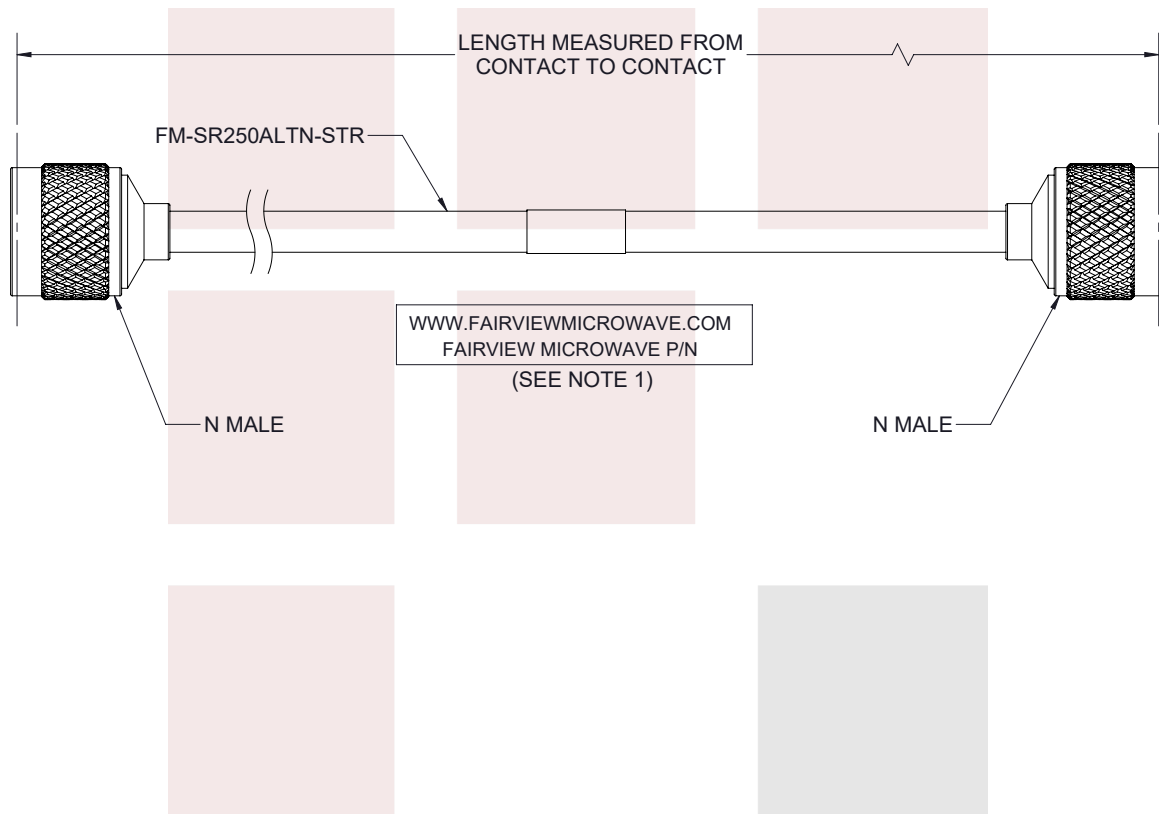 LENGTH MEASURED FROM
CONTACT TO CONTACT
FM-SR250ALTN-STR
WWW.FAIRVIEWMICROWAVE.COM
FAIRVIEW MICROWAVE P/N
(SEE NOTE 1)
N MALE
N MALE